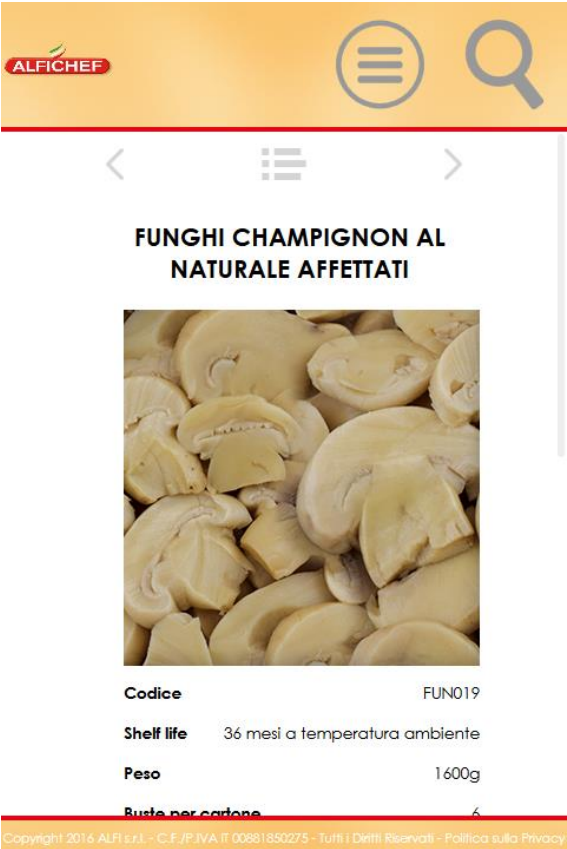 ALFICHEF
FUNGHI CHAMPIGNON AL
NATURALE AFFETTATI
Codice FUN019
Shelf life 36 mesi a temperatura ambiente
Peso 1600g
Buste per cartone 6
Copyright 2016 ALFI s.r.l. - C.F./P.IVA IT 00881850275 - Tutti i Diritti Riservati - Politica sulla Privacy